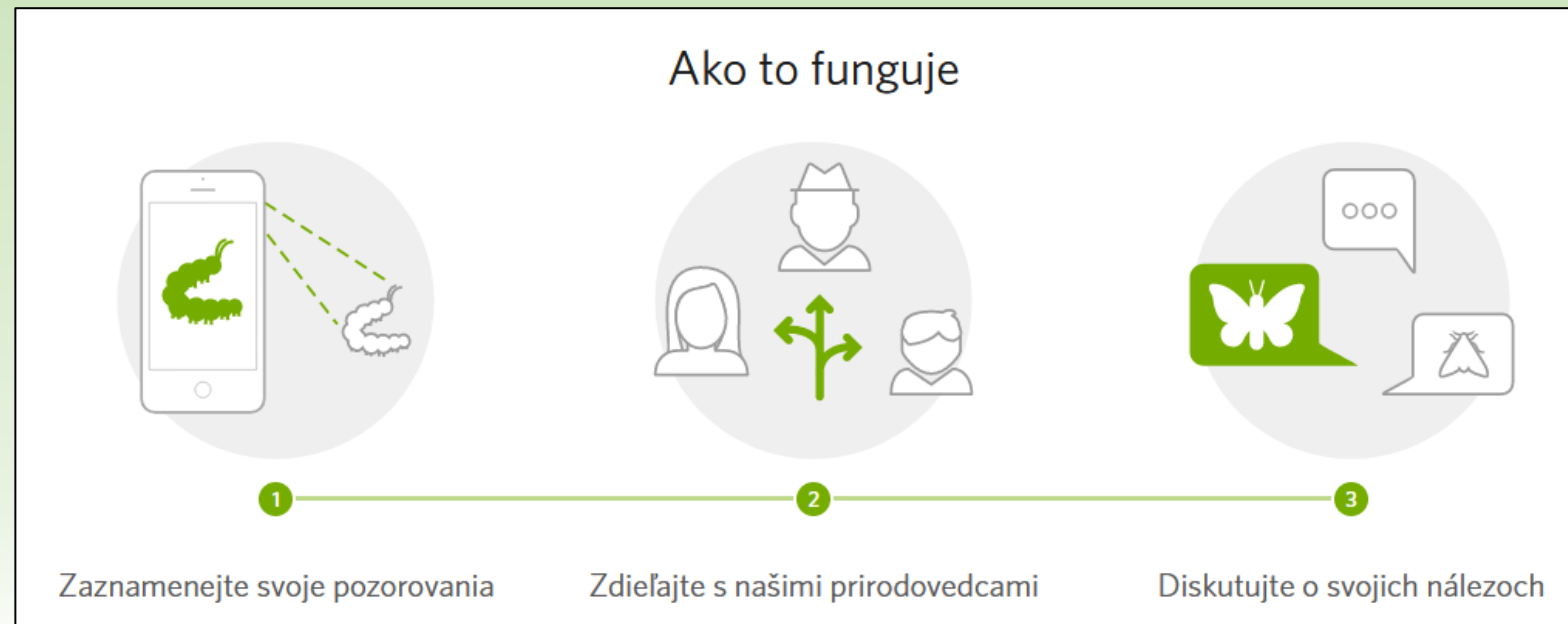 Ako to funguje
1
2
3
Zaznamenejte svoje pozorovania
Zdieľajte s našimi prirodovedcami
Diskutujte o svojich nálezoch